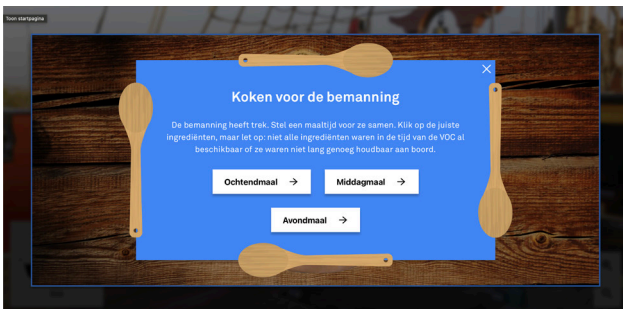 Toon startpagina
Koken voor de bemanning
De bemanning heeft trek. Stel een maaltijd voor ze samen. Klik op de juiste
ingrediënten, maar let op: niet alle ingrediënten waren in de tijd van de VOC al
beschikbaar of ze waren niet lang genoeg houdbaar aan boord.
Ochtendmaal →
Middagmaal →
Avondmaal →